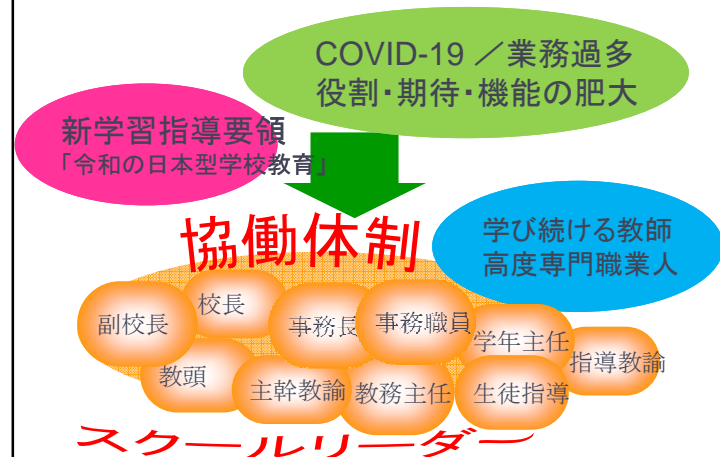 COVID-19 ／業務過多
役割・期待・機能の肥大
新学習指導要領
「令和の日本型学校教育」
協働体制
学び続ける教師
高度専門職業人
副校長
校長
事務長
事務職員
学年主任
指導教諭
教頭
主幹教諭
教務主任
生徒指導
スクールリーダー